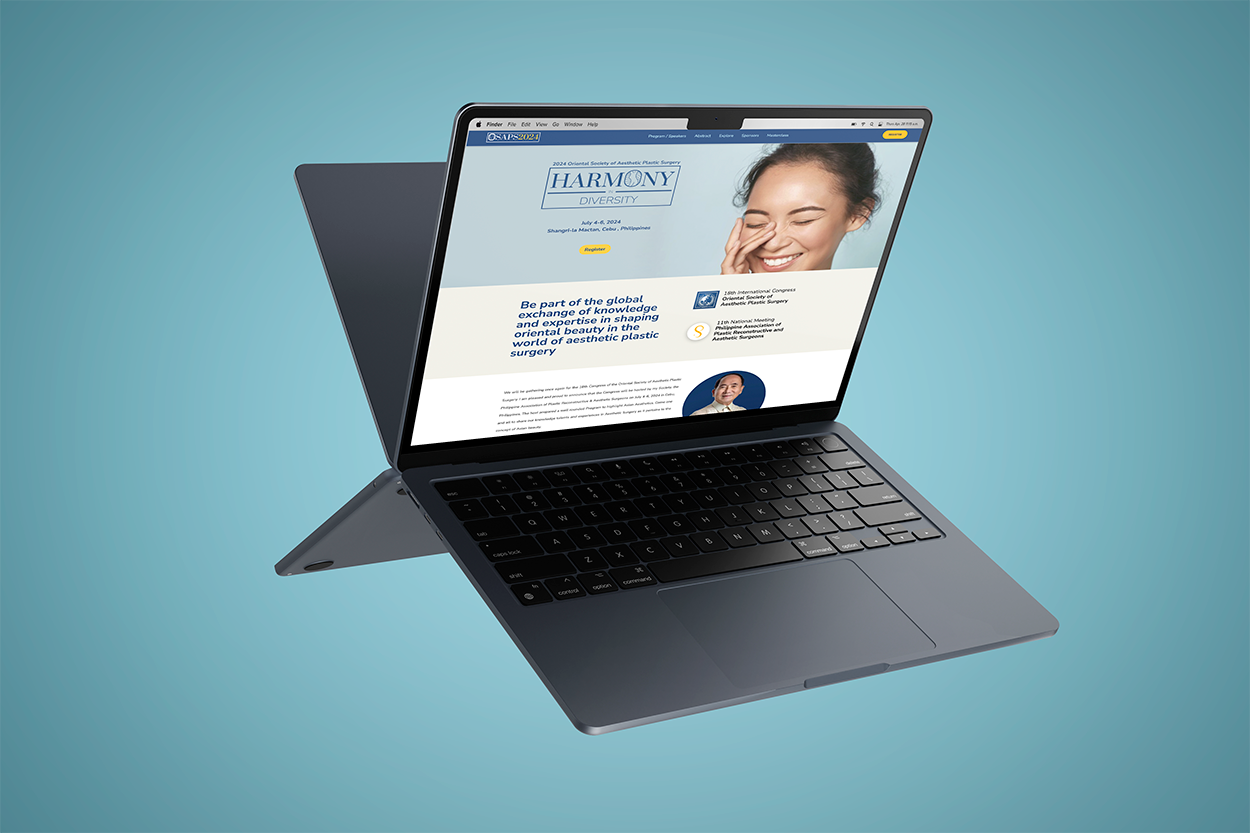 Finder File Edit View Go Window Help
OSAPS2024
Program / Speakers Abstract Explore Sponsors
2024 Oriental Society of Aesthetic Plastic Surgery
HARMONY
IN
DIVERSITY
July 4-6, 2024
Shangri-la Mactan, Cebu , Philippines
Register
Be part of the global
exchange of knowledge
and expertise in shaping
oriental beauty in the
world of aesthetic plastic
surgery
18th International Congress
Oriental Society of
Aesthetic Plastic Surgery
11th National Meeting
Philippine Association of
Plastic Reconstructive and
Aesthetic Surgeons
We will be gathering once again for the 18th Congress of the Oriental Society of Aesthetic Plastic
Surgery. I am pleased and proud to announce that the Congress will be hosted by
Philippine Association of Plastic Reconstructive & Aesthetic Surgeons on July 4-6, 2024 in Cebu,
Philippines. The host prepared a well rounded Program to highlight Asian Aesthetics. Come one
and all to share our knowledge talents and experiences in Aesthetic Surgery as it pertains to the
concept of Asian beauty.
esc
delete
tab Q W E R T Y U I O P
caps lock A S D F G H J K L return
shift Z X C V B N M shift
fn control option command command option